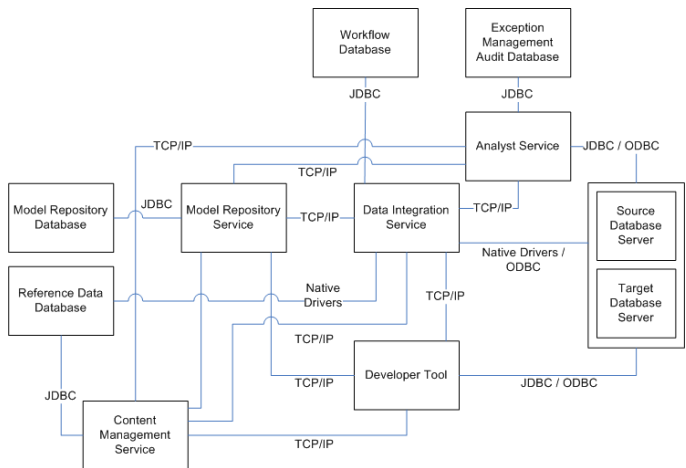 Workflow
Database
Exception
Management
Audit Database
JDBC
JDBC
TCP/IP
Analyst Service
JDBC / ODBC
TCP/IP
Model Repository
Database
JDBC
Model Repository
Service
TCP/IP
Data Integration
Service
TCP/IP
Source
Database
Server
Native Drivers /
ODBC
Reference Data
Database
Native
Drivers
TCP/IP
Target
Database
Server
TCP/IP
Developer Tool
TCP/IP
JDBC / ODBC
JDBC
Content
Management
Service
TCP/IP